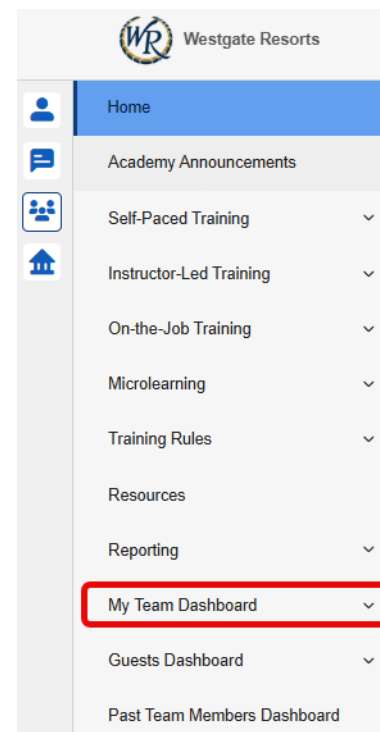 WR Westgate Resorts
Home
Academy Announcements
Self-Paced Training
Instructor-Led Training
On-the-Job Training
Microlearning
Training Rules
Resources
Reporting
My Team Dashboard
Guests Dashboard
Past Team Members Dashboard